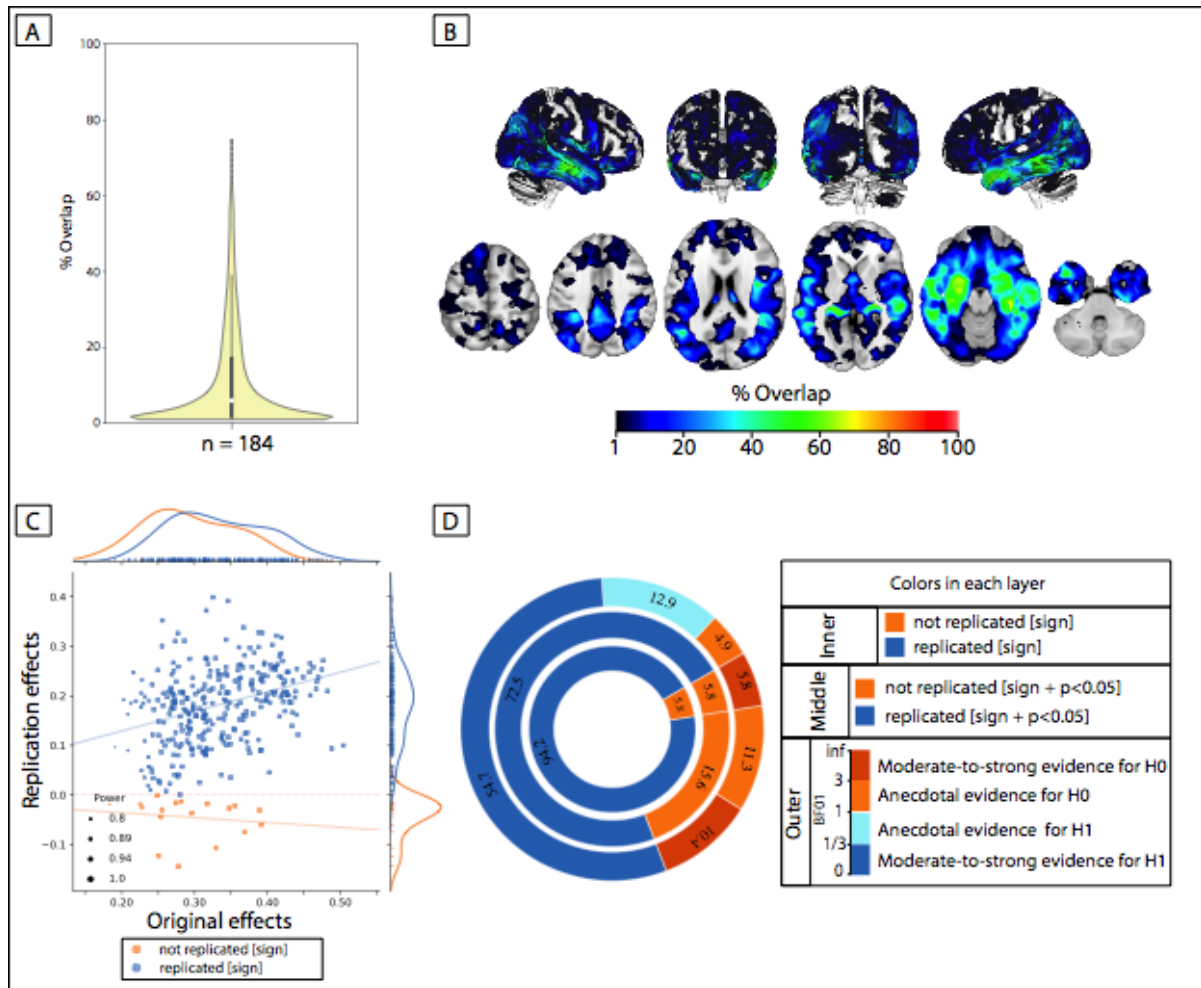 A
100
80
60
40
20
0
% Overlap
n = 184
B
% Overlap
1 20 40 60 80 100
C
0.4
0.3
0.2
0.1
0.0
−0.1
Replication effects
Power
0.8
0.89
0.94
1.0
0.20 0.30 0.40 0.50
Original effects
not replicated [sign]
replicated [sign]
D
12.9
4.9
5.8
11.3
10.4
54.7
72.5
5.8
15.6
94.2
5.8
Colors in each layer
Inner
not replicated [sign]
replicated [sign]
Middle
not replicated [sign + p<0.05]
replicated [sign + p<0.05]
Outer
BF01
inf
3
1
1/3
0
Moderate-to-strong evidence for H0
Anecdotal evidence for H0
Anecdotal evidence for H1
Moderate-to-strong evidence for H1